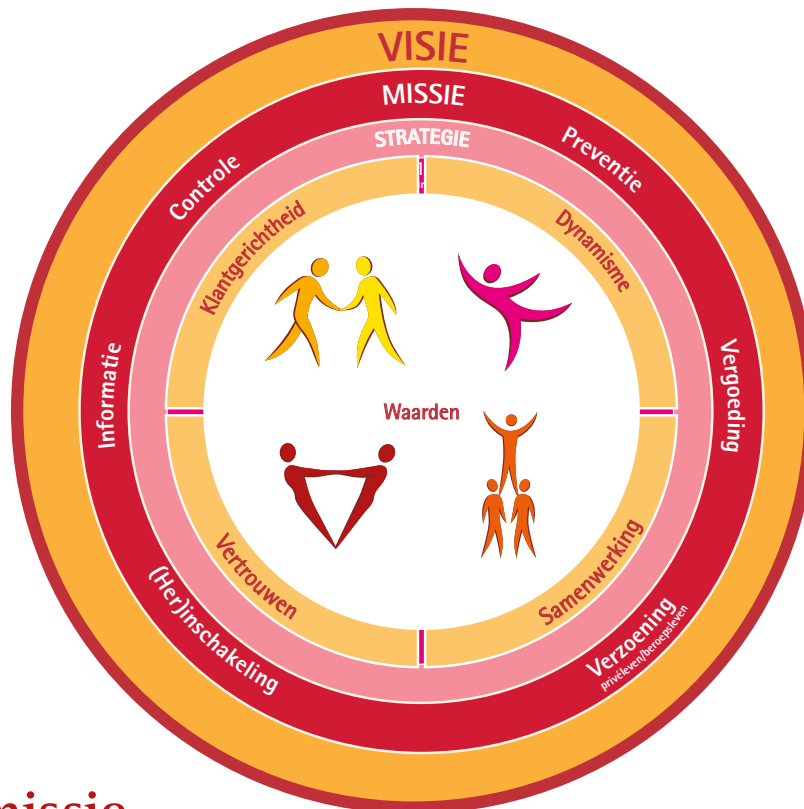 VISIE
MISSIE
STRATEGIE
Controle
Preventie
Klantgerichtheid
Dynamisme
Informatie
Waarden
Vergoeding
Vertrouwen
Samenwerking
(Her)inschakeling
Verzoening
privéleven/beroepsleven